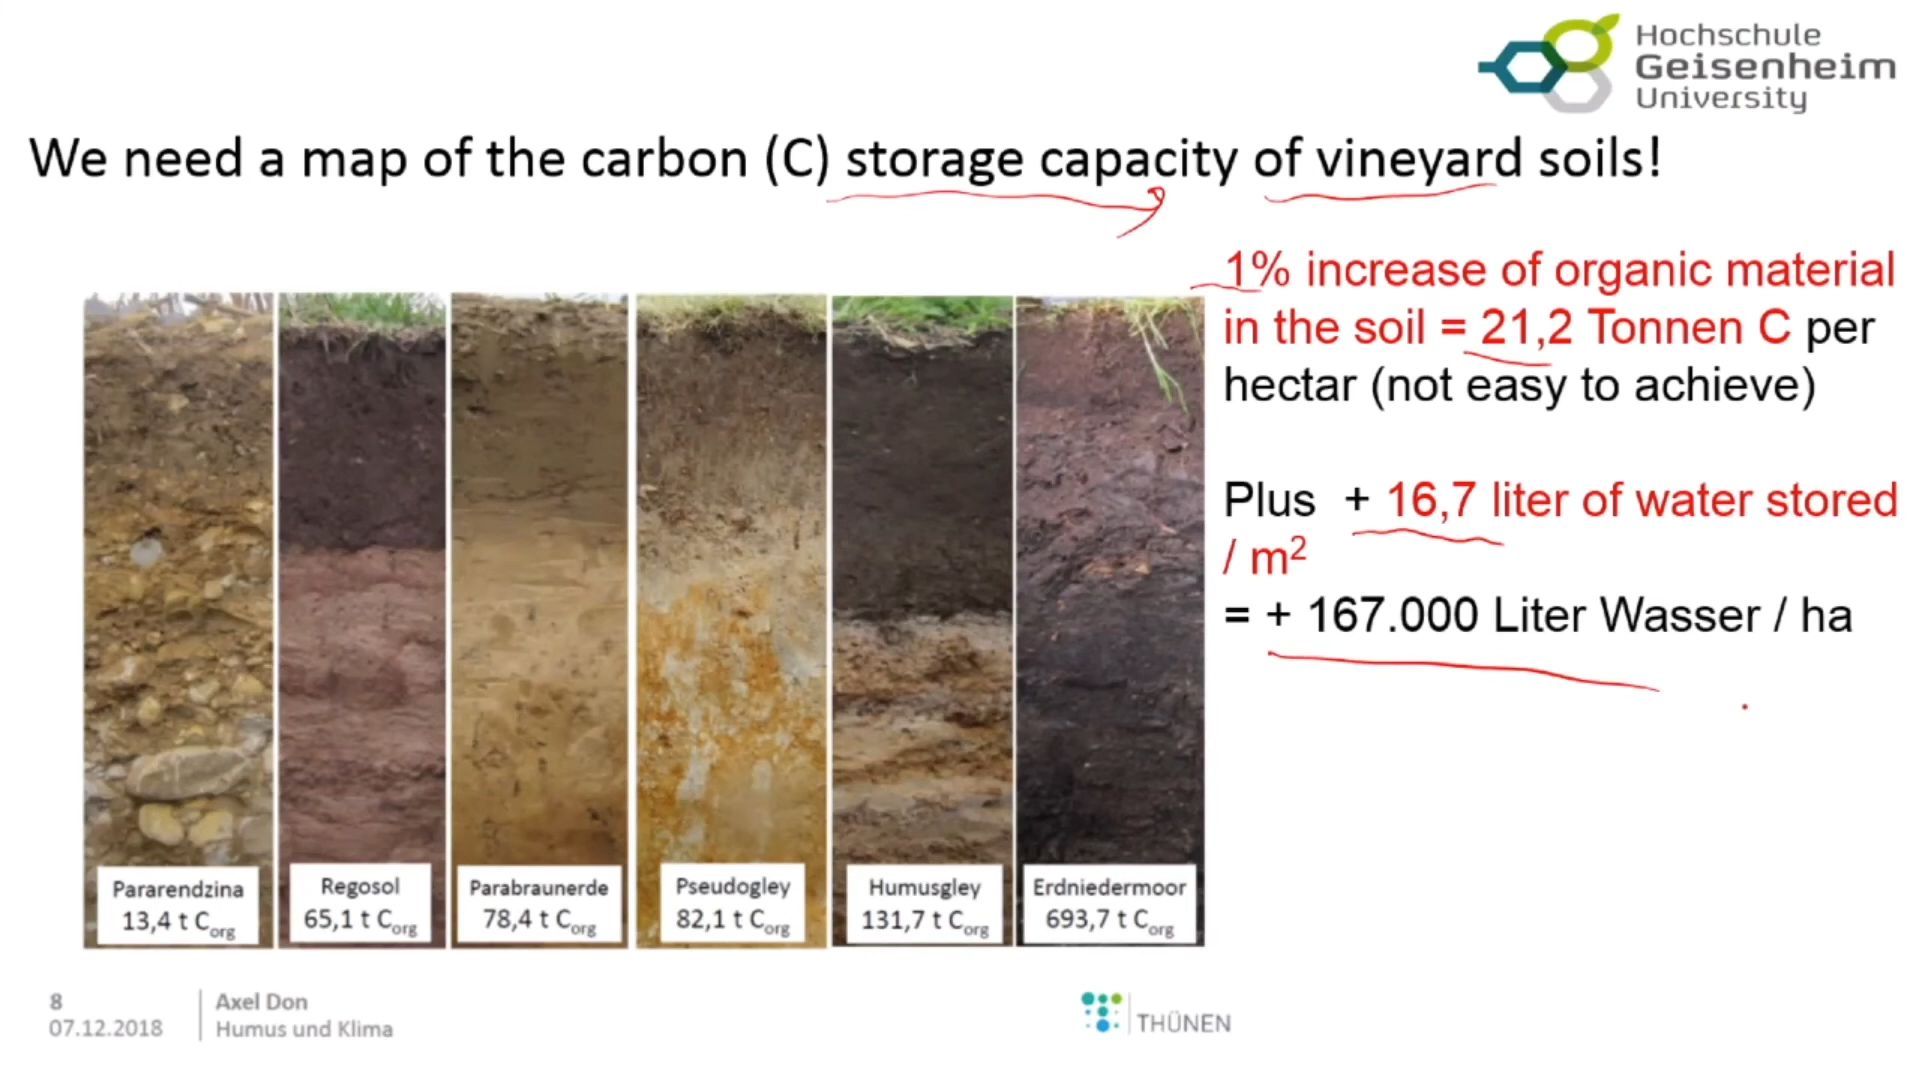 Hochschule
Geisenheim
University
We need a map of the carbon (C) storage capacity of vineyard soils!
1% increase of organic material
in the soil = 21,2 Tonnen C per
hectar (not easy to achieve)
Plus + 16,7 liter of water stored
/ m²
= + 167.000 Liter Wasser / ha
Pararendzina
13,4 t Corg
Regosol
65,1 t Corg
Parabraunerde
78,4 t Corg
Pseudogley
82,1 t Corg
Humusgley
131,7 t Corg
Erdniedermoor
693,7 t Corg
8
07.12.2018
Axel Don
Humus und Klima
THÜNEN